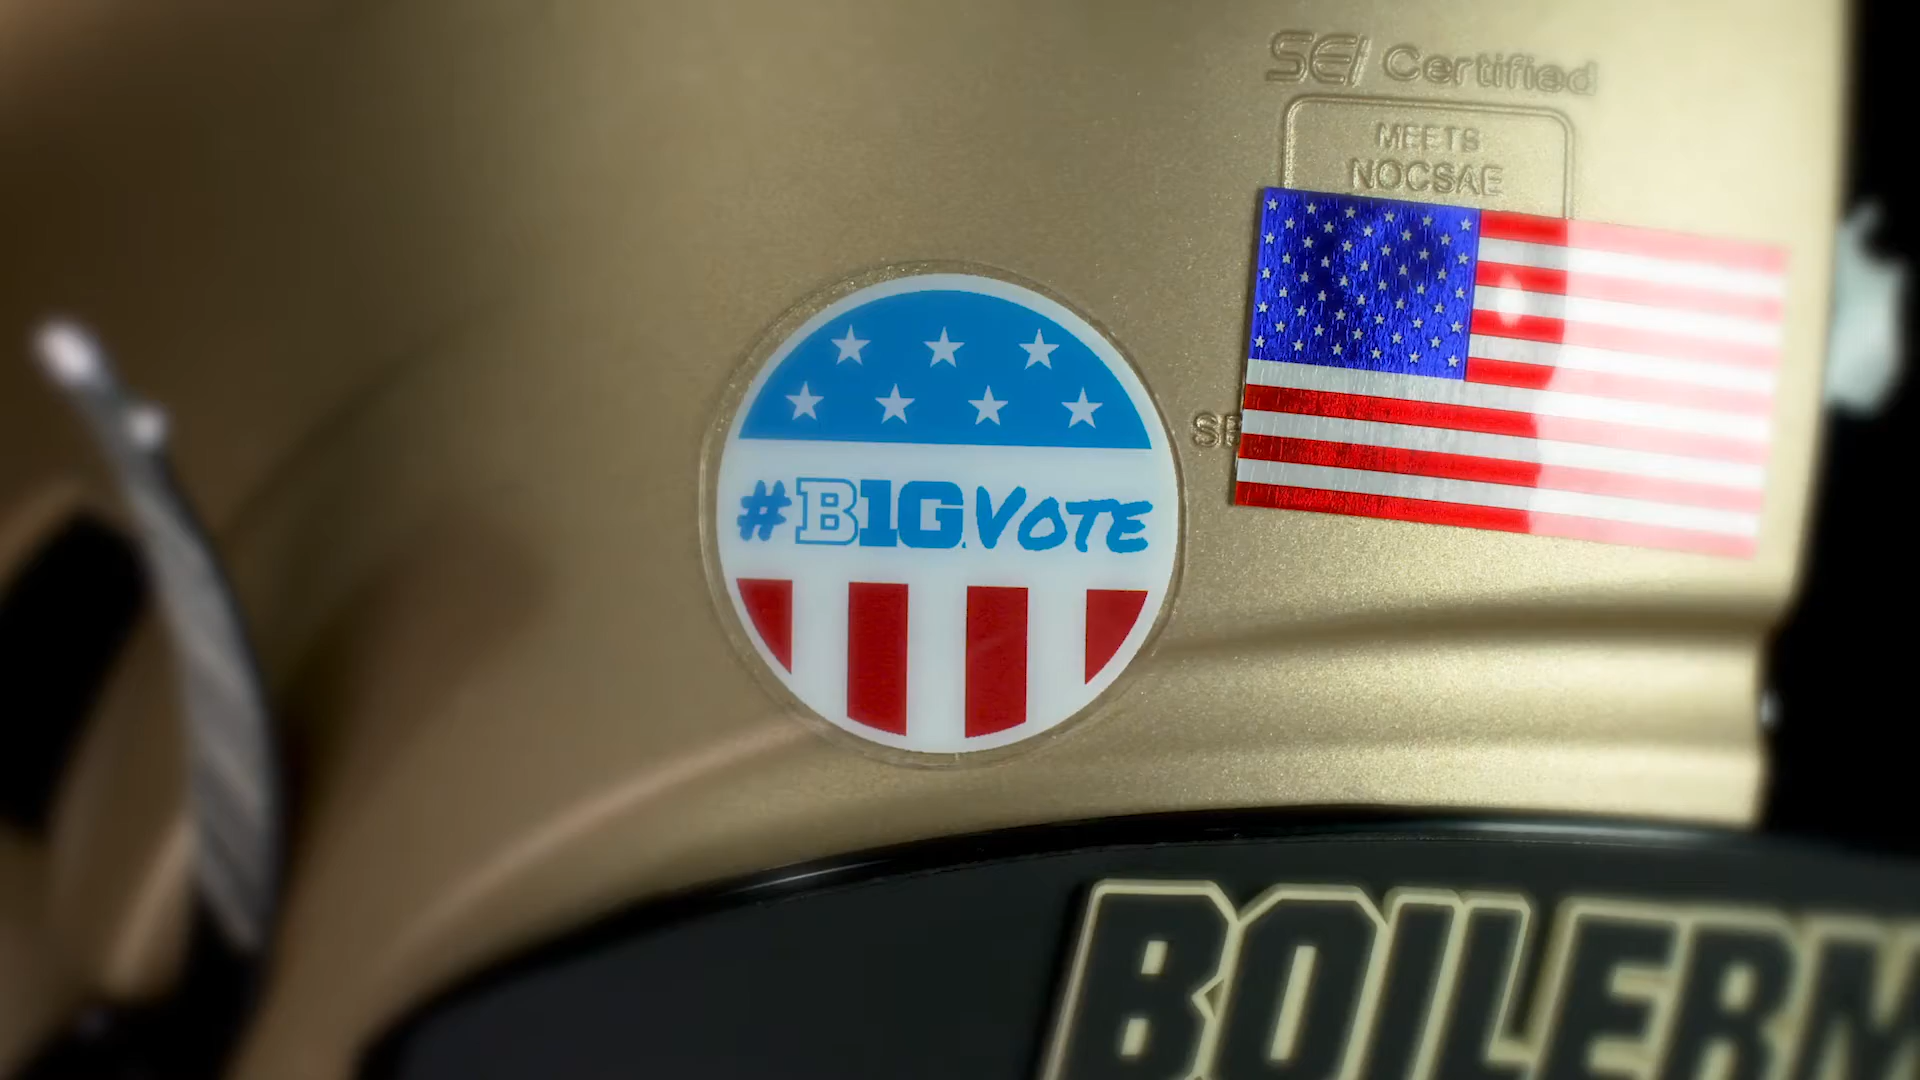 SEI Certified
MEETS
NOCSAE
#B1G VOTE
BOILERM